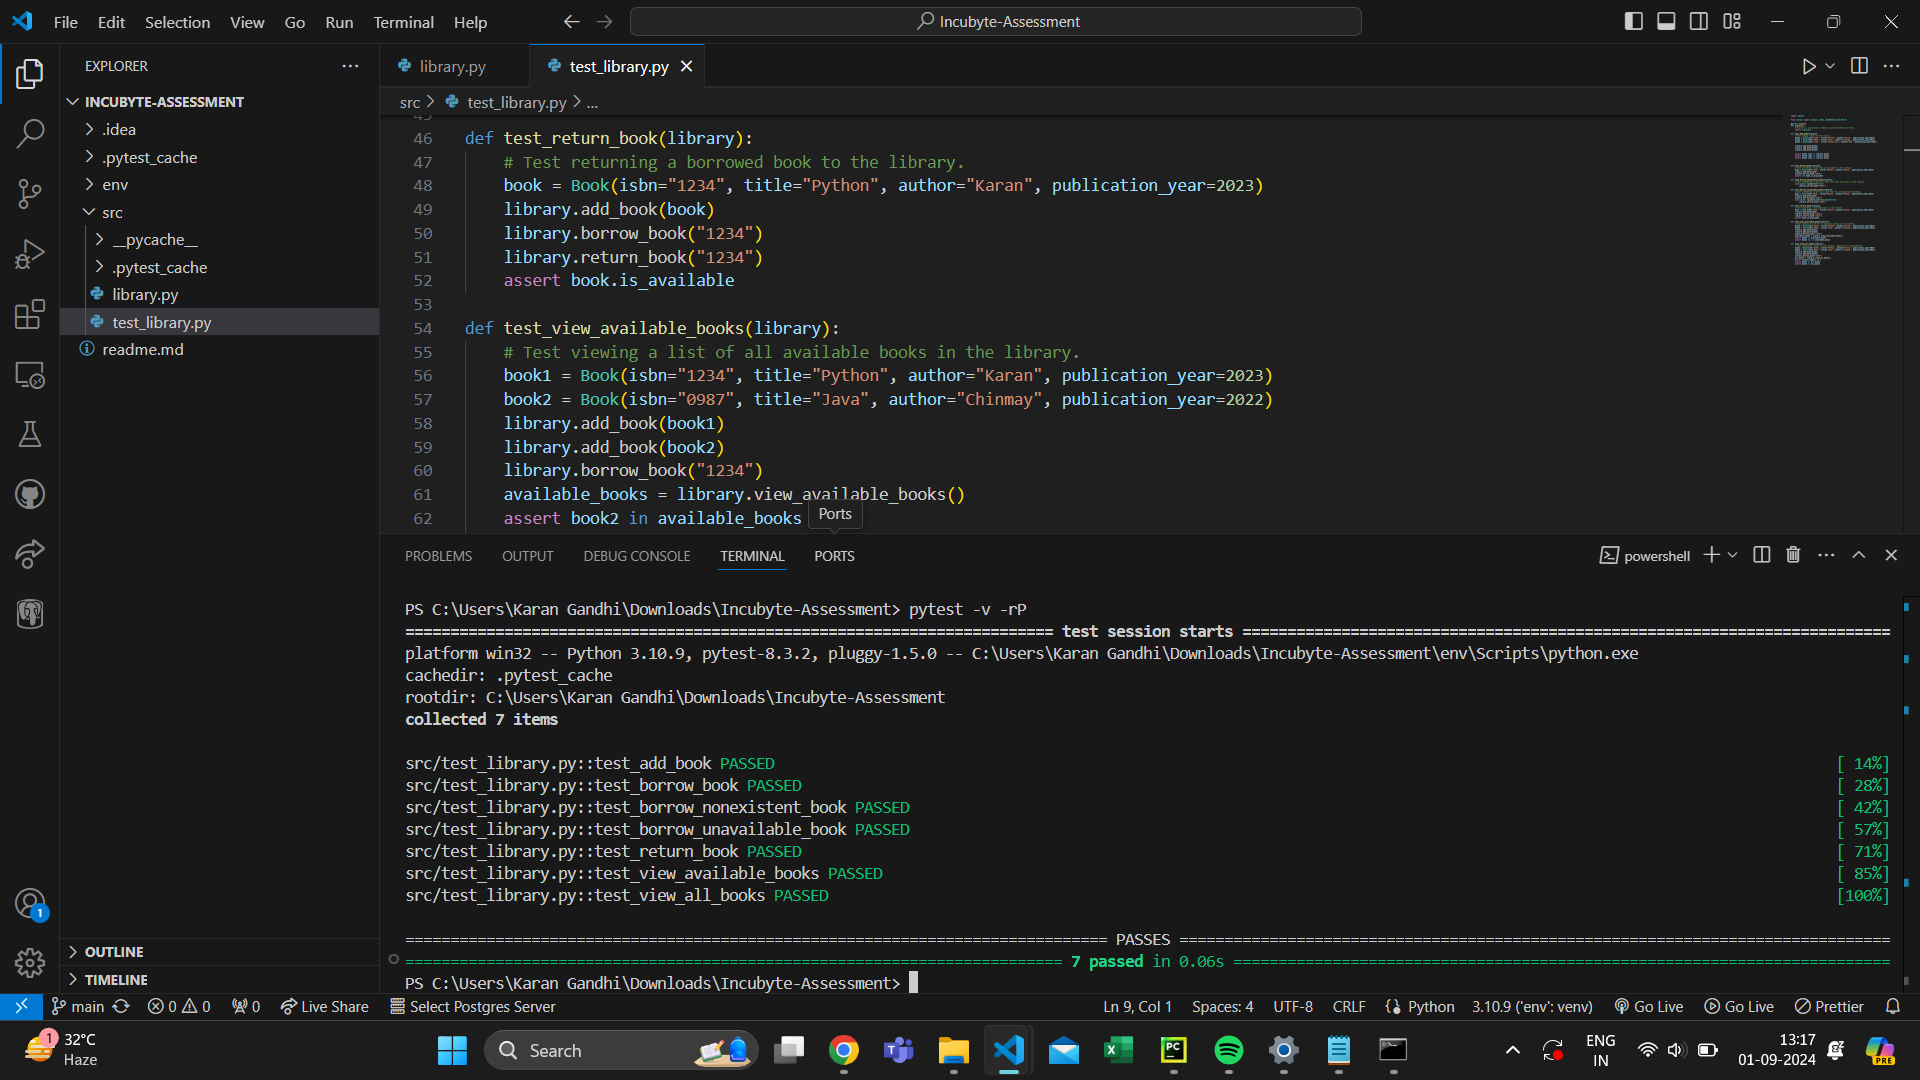 File Edit Selection View Go Run Terminal Help
Incubyte-Assessment
EXPLORER
INCUBYTE-ASSESSMENT
.idea
.pytest_cache
env
src
__pycache__
.pytest_cache
library.py
test_library.py
readme.md
OUTLINE
TIMELINE
library.py
test_library.py
src > test_library.py > ...
45
46 def test_return_book(library):
47 # Test returning a borrowed book to the library.
48 book = Book(isbn="1234", title="Python", author="Karan", publication_year=2023)
49 library.add_book(book)
50 library.borrow_book("1234")
51 library.return_book("1234")
52 assert book.is_available
53
54 def test_view_available_books(library):
55 # Test viewing a list of all available books in the library.
56 book1 = Book(isbn="1234", title="Python", author="Karan", publication_year=2023)
57 book2 = Book(isbn="0987", title="Java", author="Chinmay", publication_year=2022)
58 library.add_book(book1)
59 library.add_book(book2)
60 library.borrow_book("1234")
61 available_books = library.view_available_books()
62 assert book2 in available_books
Ports
PROBLEMS OUTPUT DEBUG CONSOLE TERMINAL PORTS
powershell
PS C:\Users\Karan Gandhi\Downloads\Incubyte-Assessment> pytest -v -rP
======== test session starts ========
platform win32 -- Python 3.10.9, pytest-8.3.2, pluggy-1.5.0 -- C:\Users\Karan Gandhi\Downloads\Incubyte-Assessment\env\Scripts\python.exe
cachedir: .pytest_cache
rootdir: C:\Users\Karan Gandhi\Downloads\Incubyte-Assessment
collected 7 items
src/test_library.py::test_add_book PASSED [ 14%]
src/test_library.py::test_borrow_book PASSED [ 28%]
src/test_library.py::test_borrow_nonexistent_book PASSED [ 42%]
src/test_library.py::test_borrow_unavailable_book PASSED [ 57%]
src/test_library.py::test_return_book PASSED [ 71%]
src/test_library.py::test_view_available_books PASSED [ 85%]
src/test_library.py::test_view_all_books PASSED [100%]
======== PASSES ========
======== 7 passed in 0.06s ========
PS C:\Users\Karan Gandhi\Downloads\Incubyte-Assessment>
1
main 0 0 0 Live Share Select Postgres Server Ln 9, Col 1 Spaces: 4 UTF-8 CRLF Python 3.10.9 ('env': venv) Go Live Go Live Prettier
1
32°C
Haze
Search
ENG
IN
13:17
01-09-2024
PC
PRE